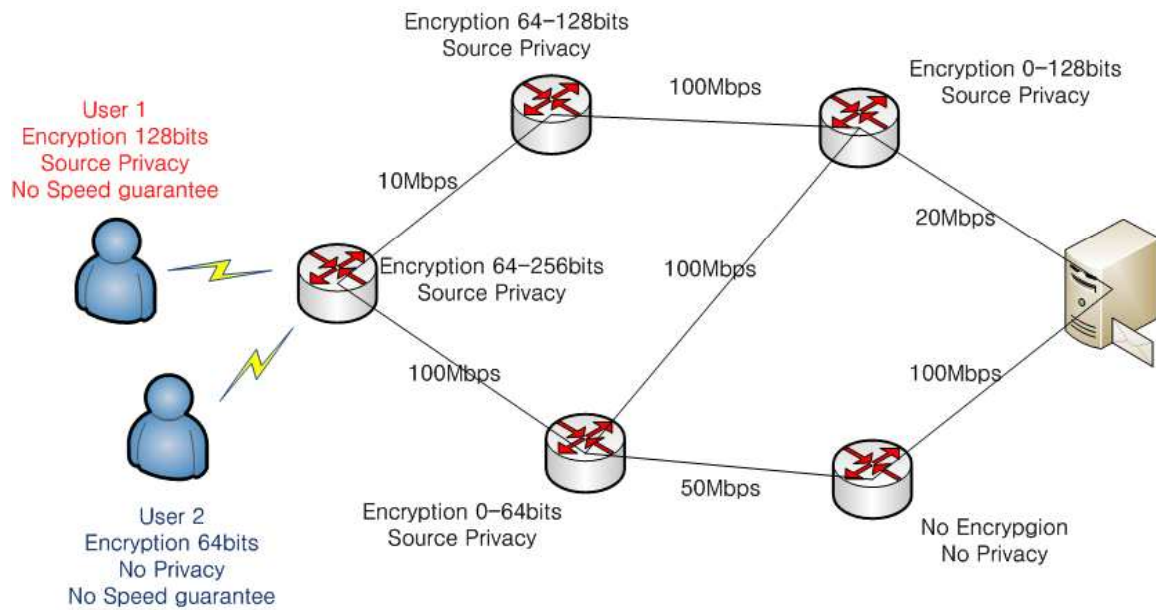 Encryption 64-128bits
Source Privacy
100Mbps
Encryption 0-128bits
Source Privacy
User 1
Encryption 128bits
Source Privacy
No Speed guarantee
10Mbps
20Mbps
Encryption 64-256bits
Source Privacy
100Mbps
100Mbps
100Mbps
50Mbps
Encryption 0-64bits
Source Privacy
No Encrypgion
No Privacy
User 2
Encryption 64bits
No Privacy
No Speed guarantee